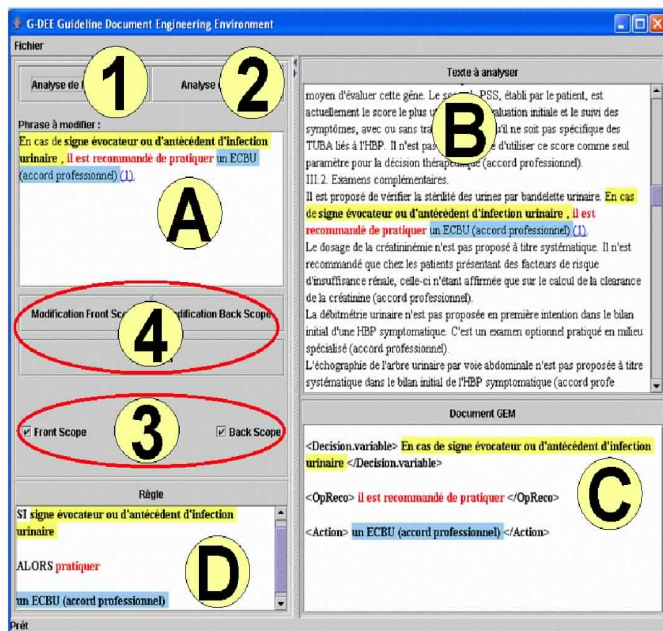 G-DEE Guideline Document Engineering Environment
Fichier
Analyse de
1
Analyse
2
Phrase à modifier :
En cas de signe évocateur ou d'antécédent d'infection
urinaire , il est recommandé de pratiquer un ECBU
(accord professionnel) (1).
A
Modification Front
Back Scope
4
Front Scope
3
Back Scope
Règle
SI signe évocateur ou d'antécédent d'infection
urinaire
ALORS pratiquer
un ECBU (accord professionnel)
D
Prêt
Texte à analyser
moyen d'évaluer cette gêne. Le PSS, établi par le patient, est
actuellement le score le plus initiale et le suivi des
symptômes, avec ou sans ne soit pas spécifique des
TUBA liés à l'HBP. Il n'est pas d'utiliser ce score comme seul
paramètre pour la décision (accord professionnel).
B
III.2. Examens complémentaires.
Il est proposé de vérifier la stérilité des urines par bandelette urinaire. En cas
de signe évocateur ou d'antécédent d'infection urinaire , il est
recommandé de pratiquer un ECBU (accord professionnel) (1).
Le dosage de la créatininémie n'est pas proposé à titre systématique. Il n'est
recommandé que chez les patients présentant des facteurs de risque
d'insuffisance rénale, celle-ci n'étant affirmée que sur le calcul de la clearance
de la créatinine (accord professionnel).
La débitmétrie urinaire n'est pas proposée en première intention dans le bilan
initial d'une HBP symptomatique. C'est un examen optionnel pratiqué en milieu
spécialisé (accord professionnel).
L'échographie de l'arbre urinaire par voie abdominale n'est pas proposée à titre
systématique dans le bilan initial de l'HBP symptomatique (accord profe
Document GEM
<Decision.variable> En cas de signe évocateur ou d'antécédent d'infection
urinaire </Decision.variable>
<OpReco> il est recommandé de pratiquer </OpReco>
<Action> un ECBU (accord professionnel) </Action>
C